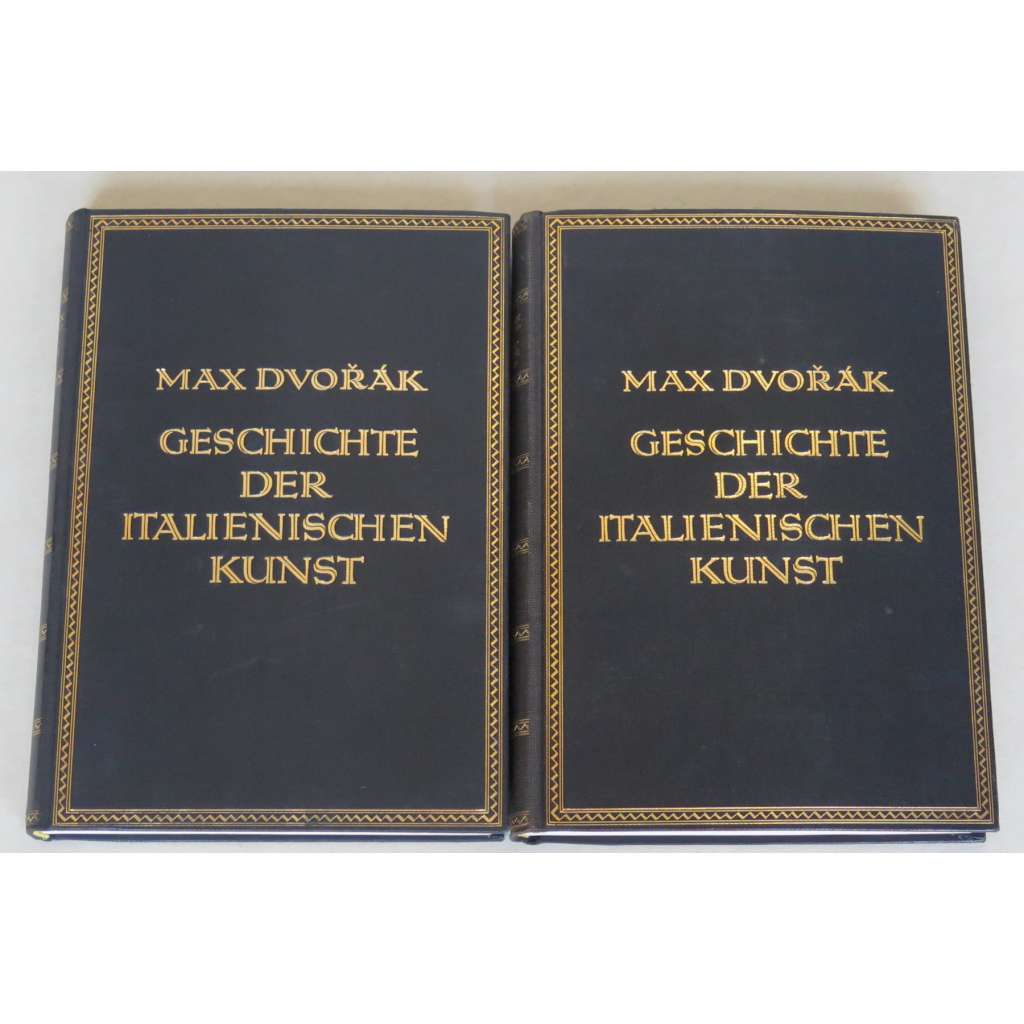 MAX DVOŘÁK
GESCHICHTE
DER
ITALIENISCHEN
KUNST
MAX DVOŘÁK
GESCHICHTE
DER
ITALIENISCHEN
KUNST